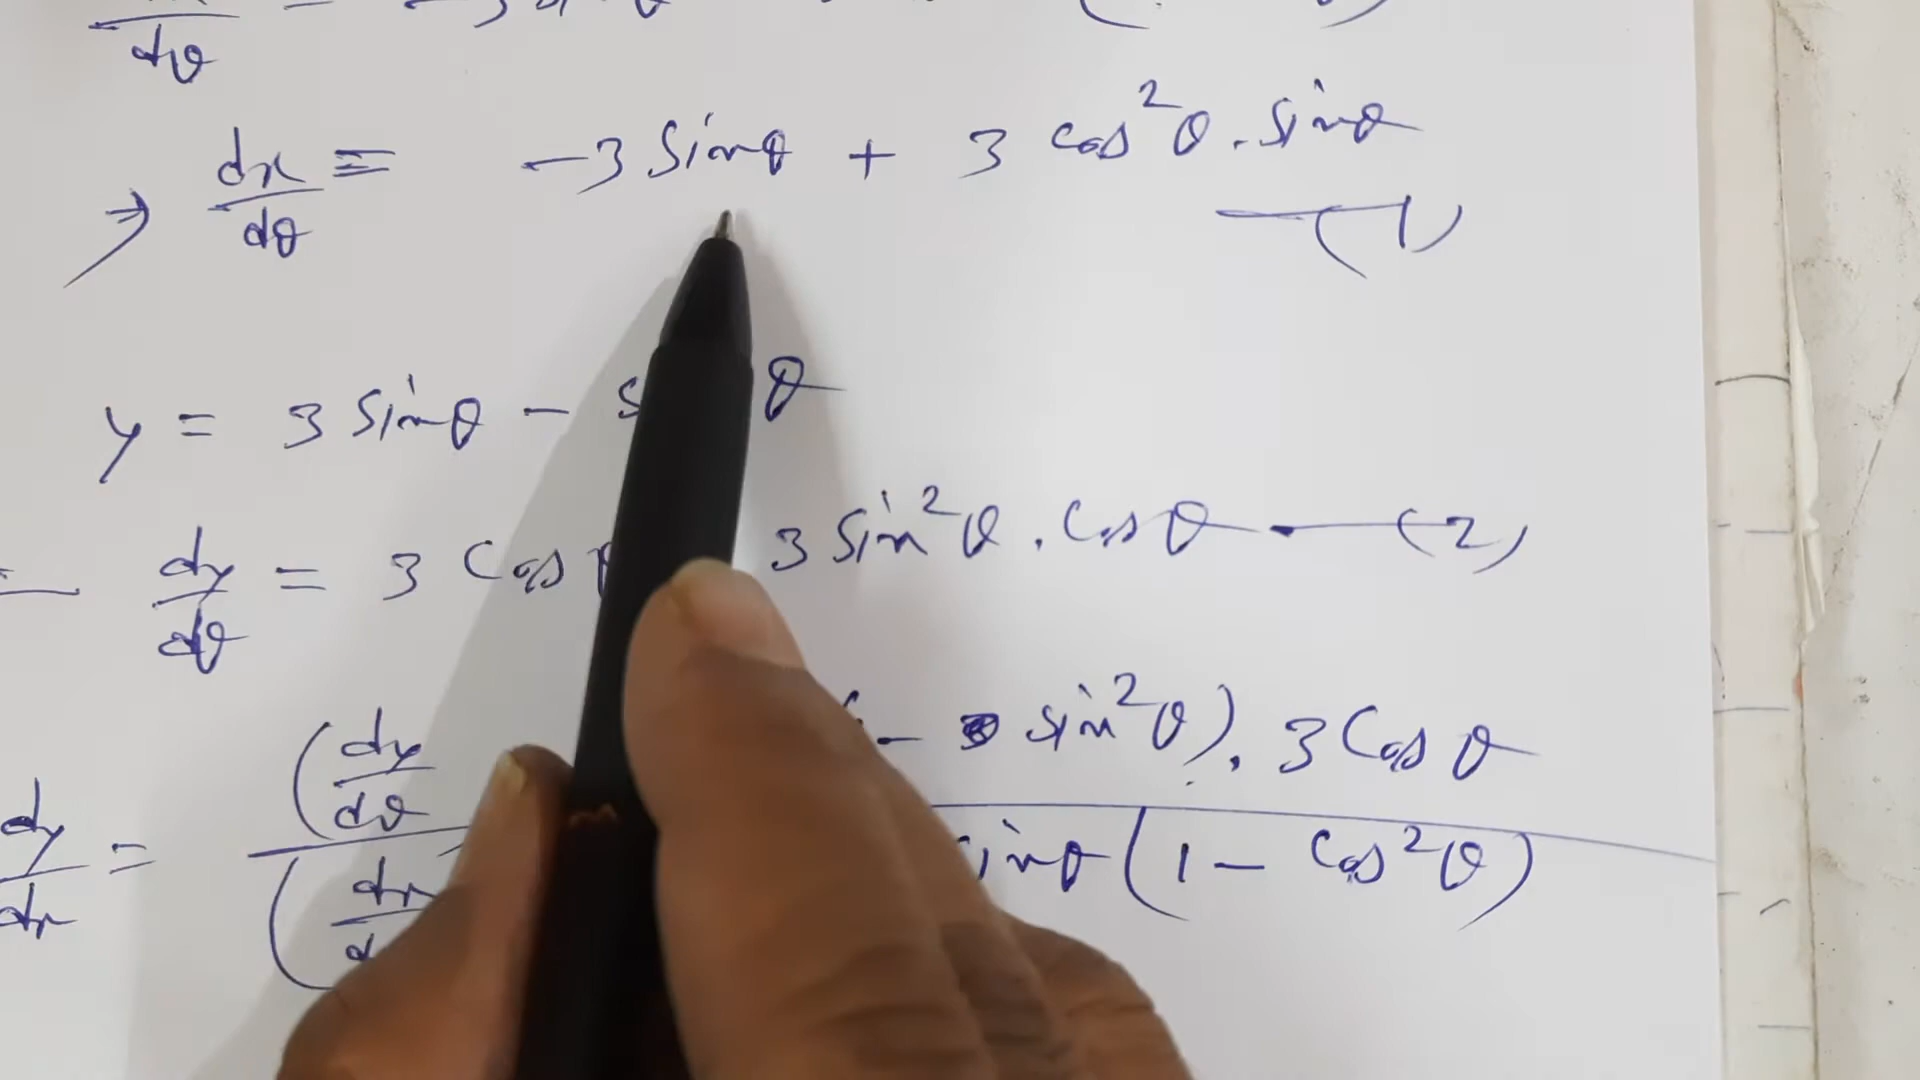 dθ
⇒ dx/dθ = -3 sinθ + 3 cos²θ . sinθ —(1)
y = 3 sinθ - θ
dy/dθ = 3 cos 3 sin²θ . cosθ —(2)
dy/dx = (dy/dθ - sin²θ) . 3 cosθ
(dx sinθ (1 - cos²θ)